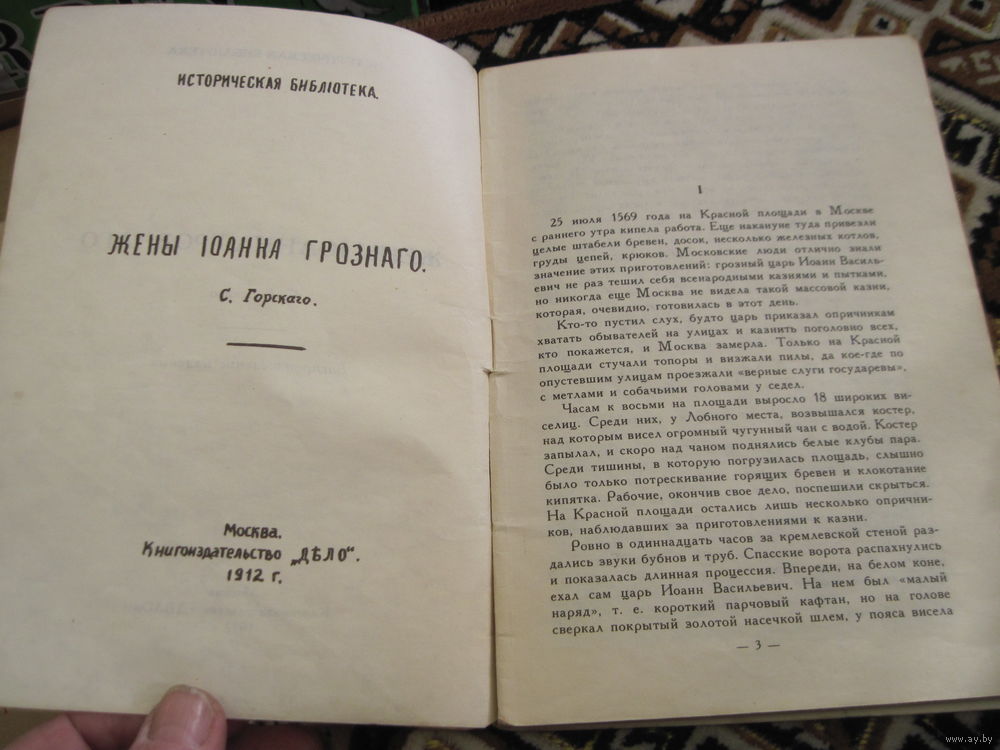 ИСТОРИЧЕСКАЯ БИБЛІОТЕКА.
ЖЕНЫ ІОАННА ГРОЗНАГО.
С. Горскаго.
Москва.
Книгоиздательство „ДѢЛО“.
1912 г.
I
25 июля 1569 года на Красной площади в Москве
с раннего утра кипела работа. Еще накануне туда привезли
целые штабели бревен, досок, несколько железных котлов,
груды цепей, крюков. Московские люди отлично знали
значение этих приготовлений: грозный царь Иоанн Василь-
евич не раз тешил себя всенародными казнями и пытками,
но никогда еще Москва не видела такой массовой казни,
которая, очевидно, готовилась в этот день.
Кто-то пустил слух, будто царь приказал опричникам
хватать обывателей на улицах и казнить поголовно всех,
кто покажется, и Москва замерла. Только на Красной
площади стучали топоры и визжали пилы, да кое-где по
опустевшим улицам проезжали «верные слуги государевы»,
с метлами и собачьими головами у седел.
Часам к восьми на площади выросло 18 широких ви-
селиц. Среди них, у Лобного места, возвышался костер,
над которым висел огромный чугунный чан с водой. Костер
запылал, и скоро над чаном поднялись белые клубы пара.
Среди тишины, в которую погрузилась площадь, слышно
было только потрескивание горящих бревен и клокотание
кипятка. Рабочие, окончив свое дело, поспешили скрыться.
На Красной площади остались лишь несколько опрични-
ков, наблюдавших за приготовлениями к казни.
Ровно в одиннадцать часов за кремлевской стеной раз-
дались звуки бубнов и труб. Спасские ворота распахнулись
и показалась длинная процессия. Впереди, на белом коне,
ехал сам царь Иоанн Васильевич. На нем был «малый
наряд», т. е. короткий парчовый кафтан, но на голове
сверкал покрытый золотой насечкой шлем, у пояса висела
— 3 —
www.ay.by